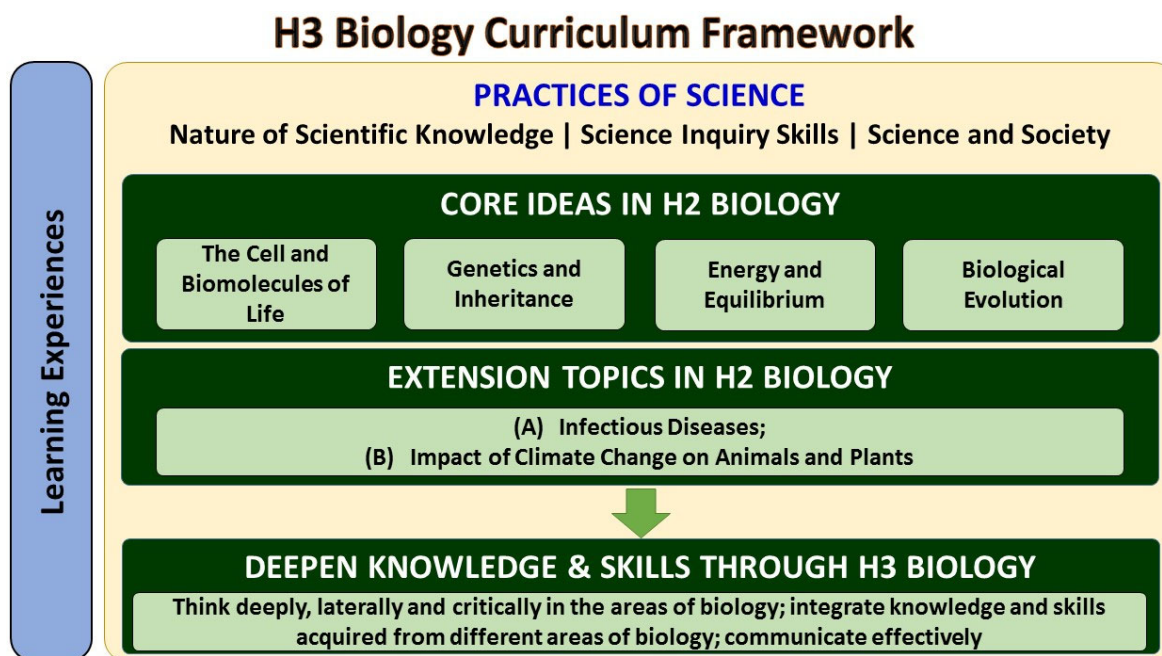 H3 Biology Curriculum Framework
Learning Experiences
PRACTICES OF SCIENCE
Nature of Scientific Knowledge | Science Inquiry Skills | Science and Society
CORE IDEAS IN H2 BIOLOGY
The Cell and
Biomolecules of
Life
Genetics and
Inheritance
Energy and
Equilibrium
Biological
Evolution
EXTENSION TOPICS IN H2 BIOLOGY
(A) Infectious Diseases;
(B) Impact of Climate Change on Animals and Plants
DEEPEN KNOWLEDGE & SKILLS THROUGH H3 BIOLOGY
Think deeply, laterally and critically in the areas of biology; integrate knowledge and skills
acquired from different areas of biology; communicate effectively